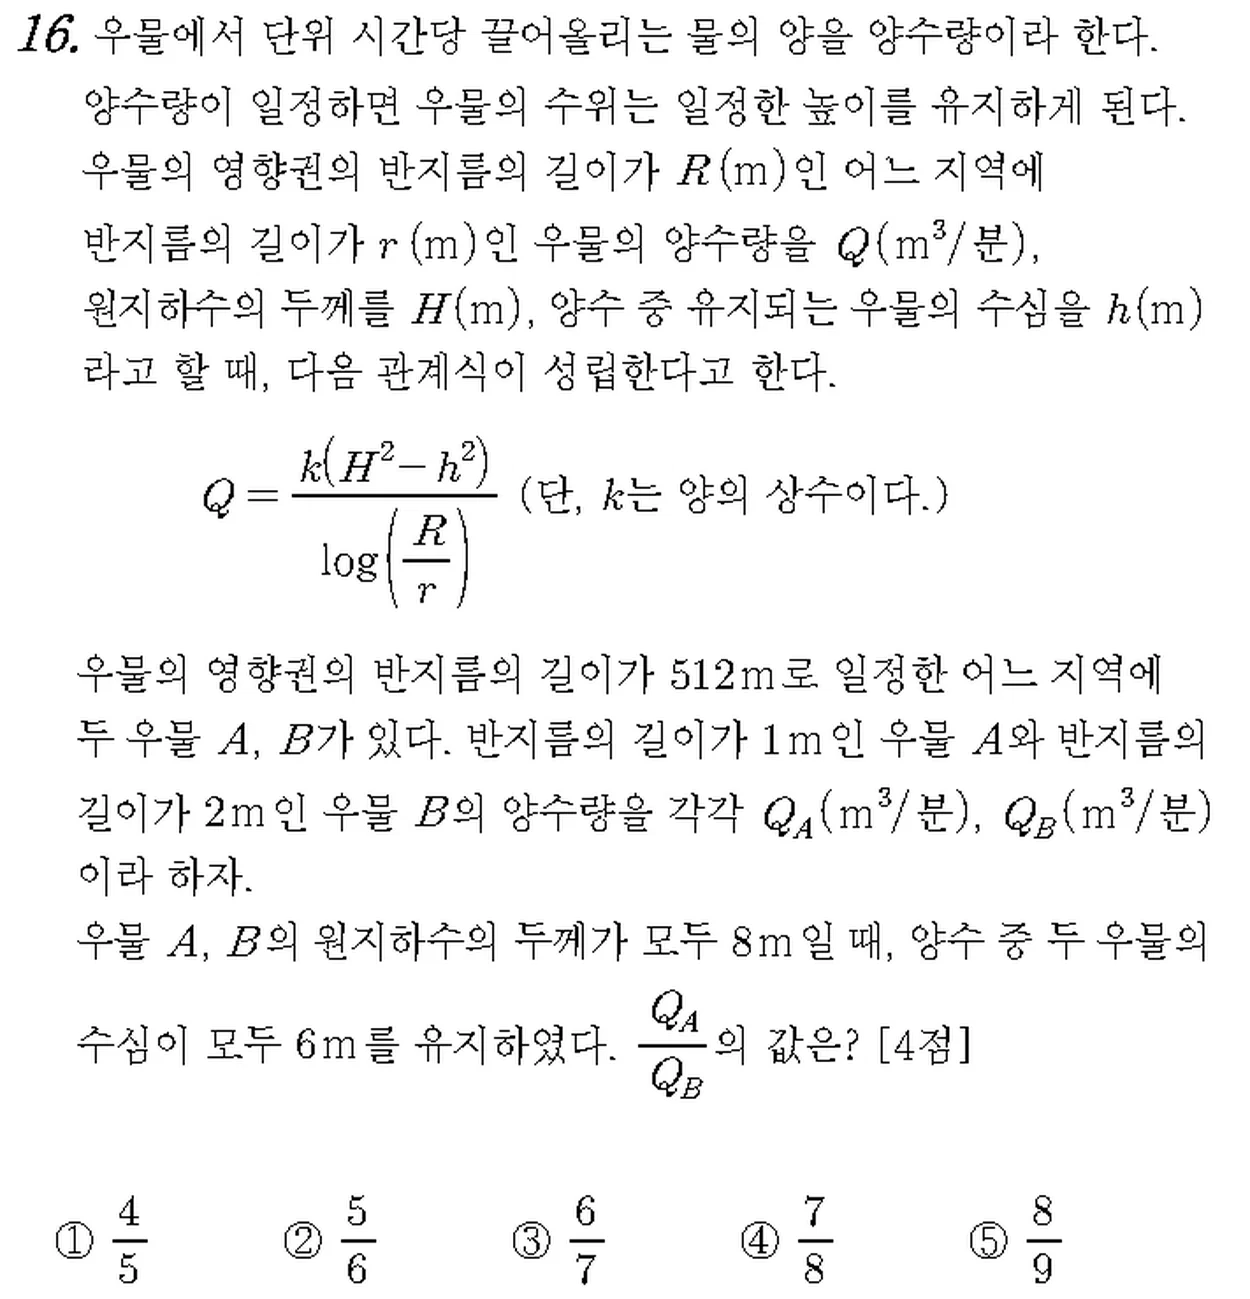 16. 우물에서 단위 시간당 끌어올리는 물의 양을 양수량이라 한다.
양수량이 일정하면 우물의 수위는 일정한 높이를 유지하게 된다.
우물의 영향권의 반지름의 길이가 R(m)인 어느 지역에
반지름의 길이가 r(m)인 우물의 양수량을 Q(m³/분),
원지하수의 두께를 H(m), 양수 중 유지되는 우물의 수심을 h(m)
라고 할 때, 다음 관계식이 성립한다고 한다.
Q = k(H²-h²) / log(R/r) (단, k는 양의 상수이다.)
우물의 영향권의 반지름의 길이가 512m로 일정한 어느 지역에
두 우물 A, B가 있다. 반지름의 길이가 1m인 우물 A와 반지름의
길이가 2m인 우물 B의 양수량을 각각 Q_A(m³/분), Q_B(m³/분)
이라 하자.
우물 A, B의 원지하수의 두께가 모두 8m일 때, 양수 중 두 우물의
수심이 모두 6m를 유지하였다. Q_A/Q_B의 값은? [4점]
① 4/5 ② 5/6 ③ 6/7 ④ 7/8 ⑤ 8/9